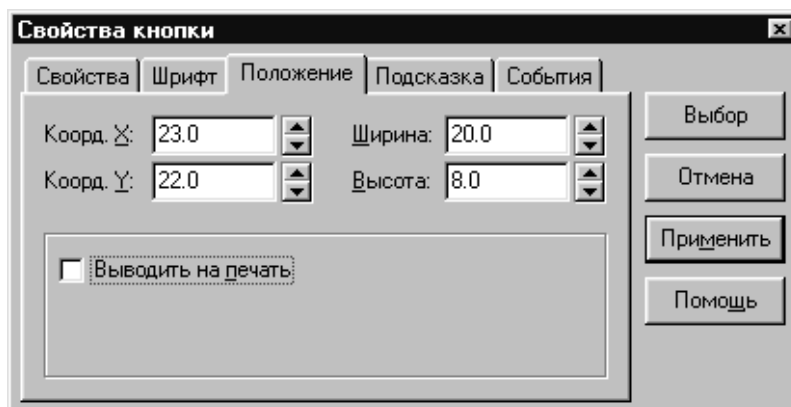 Свойства кнопки
Свойства Шрифт Положение Подсказка События
Коорд. X: 23.0 Ширина: 20.0
Коорд. Y: 22.0 Высота: 8.0
Выводить на печать
Выбор
Отмена
Применить
Помощь